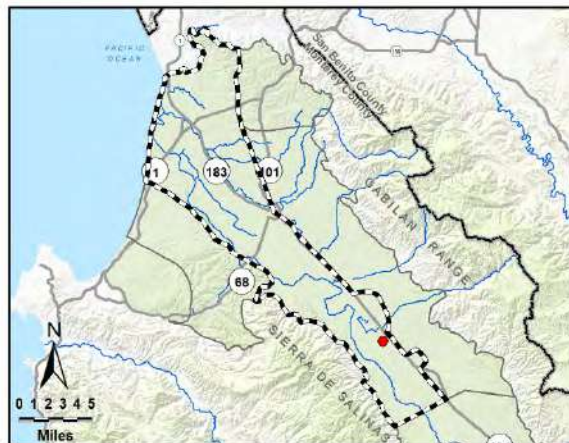 PACIFIC
OCEAN
1
San Benito County
Monterey County
1
183
101
GABILAN RANGE
68
SIERRA DE SALINAS
N
0 1 2 3 4 5
Miles